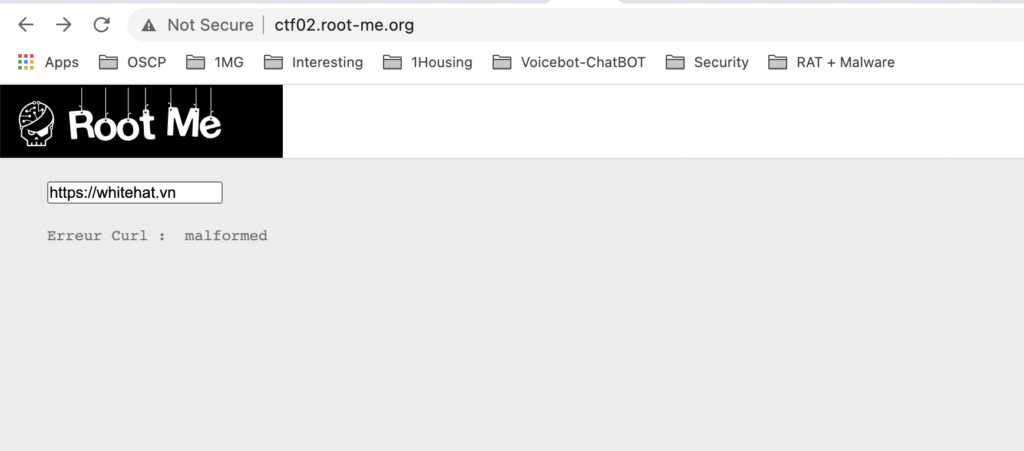 Not Secure | ctf02.root-me.org
Apps OSCP 1MG Interesting 1Housing Voicebot-ChatBOT Security RAT + Malware
Root Me
https://whitehat.vn
Erreur Curl :  malformed